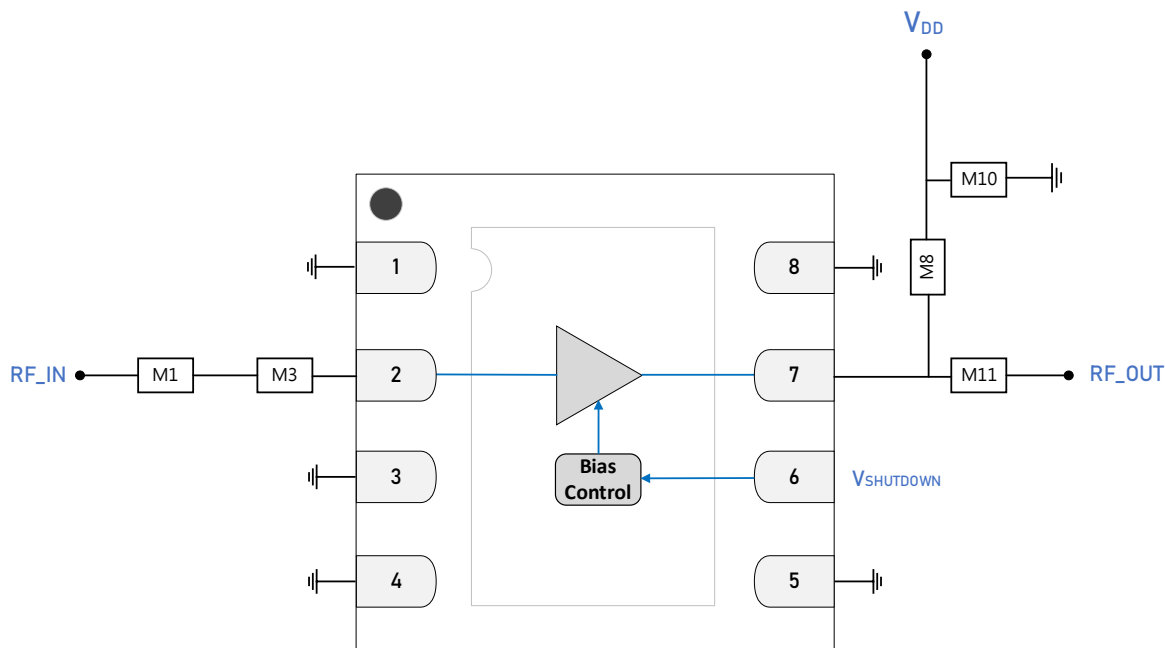 VDD
M10
1
8
M8
RF_IN
M1
M3
2
7
M11
RF_OUT
3
Bias
Control
6
VSHUTDOWN
4
5